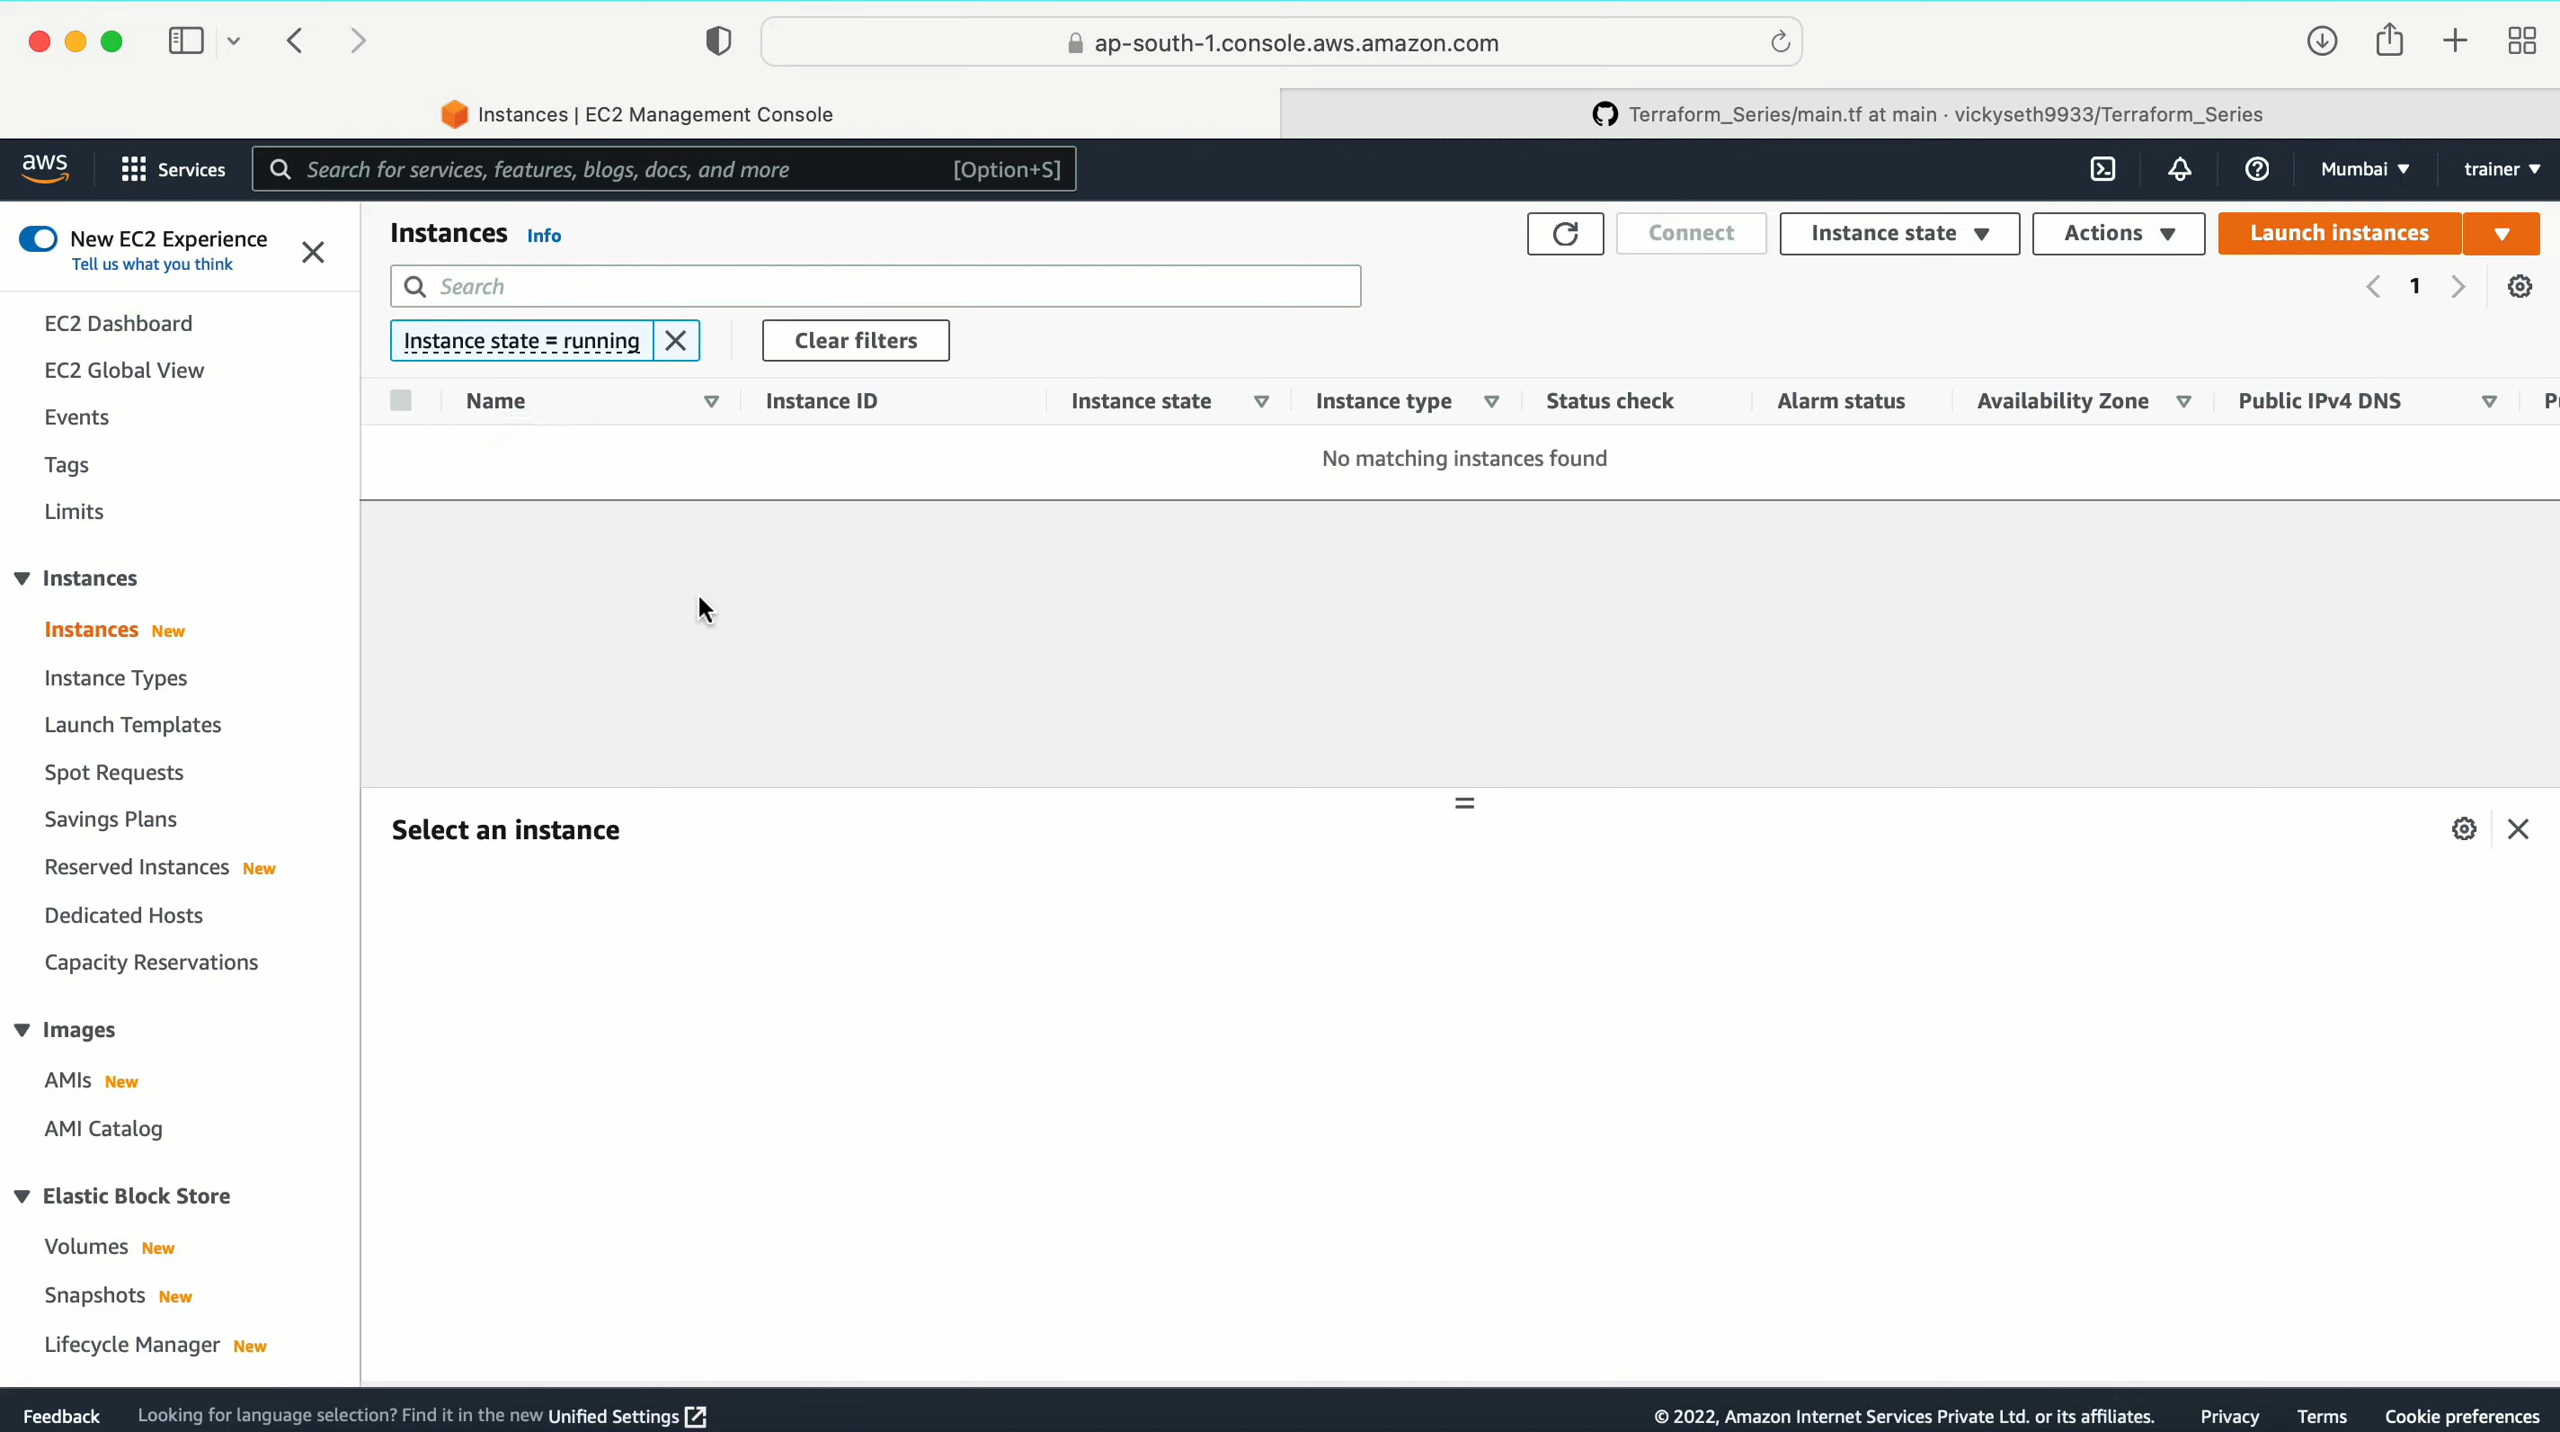 ap-south-1.console.aws.amazon.com
Instances | EC2 Management Console
Terraform_Series/main.tf at main · vickyseth9933/Terraform_Series
aws
Services
Search for services, features, blogs, docs, and more
[Option+S]
Mumbai
trainer
New EC2 Experience
Tell us what you think
EC2 Dashboard
EC2 Global View
Events
Tags
Limits
Instances
Instances New
Instance Types
Launch Templates
Spot Requests
Savings Plans
Reserved Instances New
Dedicated Hosts
Capacity Reservations
Images
AMIs New
AMI Catalog
Elastic Block Store
Volumes New
Snapshots New
Lifecycle Manager New
Instances Info
Connect
Instance state
Actions
Launch instances
Search
1
Instance state = running
Clear filters
Name
Instance ID
Instance state
Instance type
Status check
Alarm status
Availability Zone
Public IPv4 DNS
No matching instances found
Select an instance
Feedback
Looking for language selection? Find it in the new Unified Settings
© 2022, Amazon Internet Services Private Ltd. or its affiliates.
Privacy
Terms
Cookie preferences